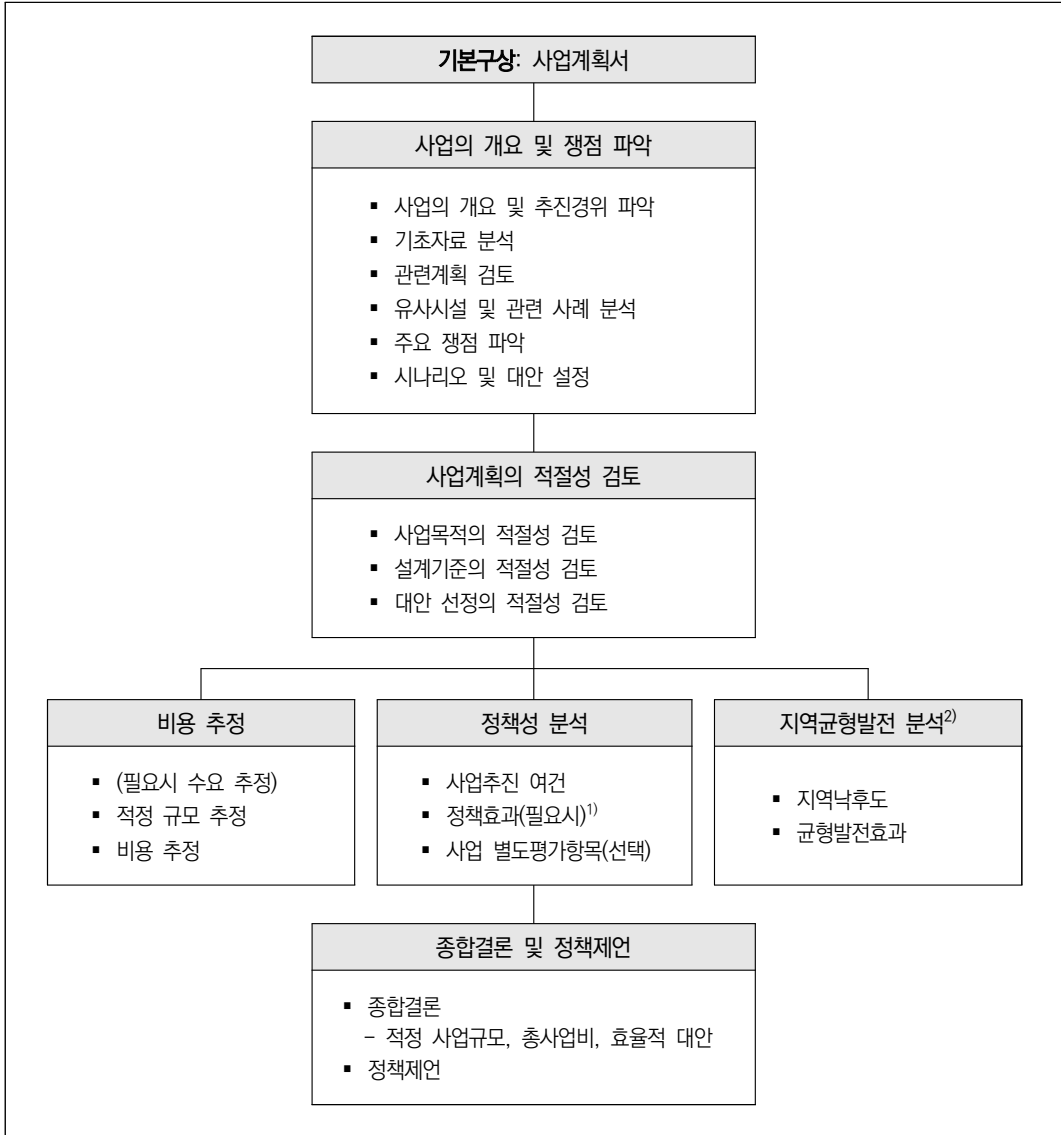 기본구상: 사업계획서
사업의 개요 및 쟁점 파악
▪ 사업의 개요 및 추진경위 파악
▪ 기초자료 분석
▪ 관련계획 검토
▪ 유사시설 및 관련 사례 분석
▪ 주요 쟁점 파악
▪ 시나리오 및 대안 설정
사업계획의 적절성 검토
▪ 사업목적의 적절성 검토
▪ 설계기준의 적절성 검토
▪ 대안 선정의 적절성 검토
비용 추정
▪ (필요시 수요 추정)
▪ 적정 규모 추정
▪ 비용 추정
정책성 분석
▪ 사업추진 여건
▪ 정책효과(필요시)1)
▪ 사업 별도평가항목(선택)
지역균형발전 분석2)
▪ 지역낙후도
▪ 균형발전효과
종합결론 및 정책제언
▪ 종합결론
– 적정 사업규모, 총사업비, 효율적 대안
▪ 정책제언